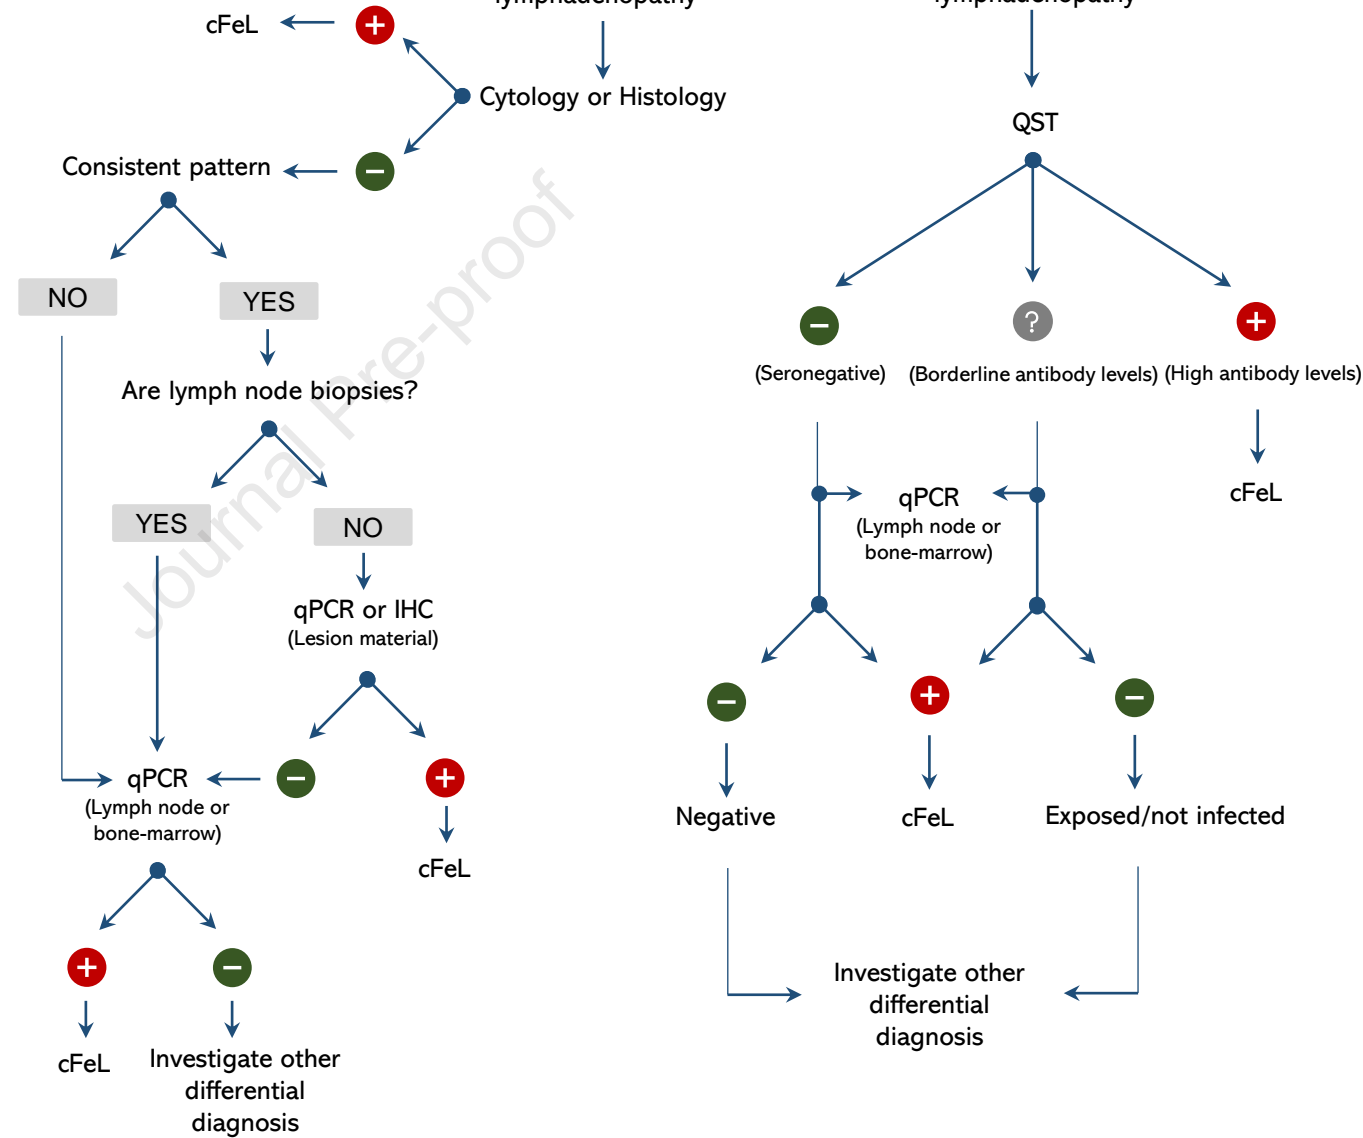 lymphadenopathy
lymphadenopathy
cFeL
+
Cytology or Histology
QST
Consistent pattern
−
NO
YES
−
?
+
(Seronegative)
(Borderline antibody levels)
(High antibody levels)
Are lymph node biopsies?
cFeL
qPCR
(Lymph node or
bone-marrow)
YES
NO
qPCR or IHC
(Lesion material)
−
+
−
qPCR
(Lymph node or
bone-marrow)
−
+
Negative
cFeL
Exposed/not infected
cFeL
+
−
Investigate other
differential
diagnosis
cFeL
Investigate other
differential
diagnosis
Journal Pre-proof